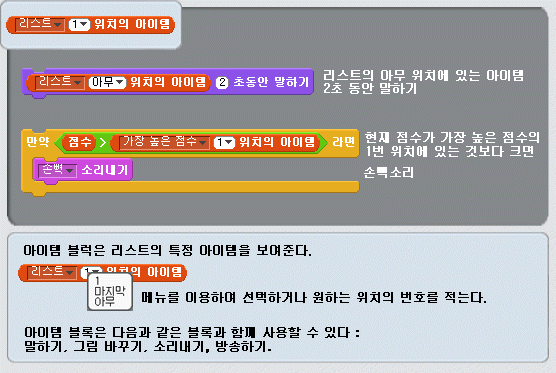 리스트 1 위치의 아이템
리스트 아무 위치의 아이템 2 초동안 말하기
리스트의 아무 위치에 있는 아이템
2초 동안 말하기
만약 점수 > 가장 높은 점수 1 위치의 아이템 라면
현재 점수가 가장 높은 점수의
1번 위치에 있는 것보다 크면
손뼉 소리내기
손뼉소리
아이템 블럭은 리스트의 특정 아이템을 보여준다.
리스트 1 위치의 아이템
1
마지막
아무
메뉴를 이용하여 선택하거나 원하는 위치의 번호를 적는다.
아이템 블록은 다음과 같은 블록과 함께 사용할 수 있다 :
말하기, 그림 바꾸기, 소리내기, 방송하기.